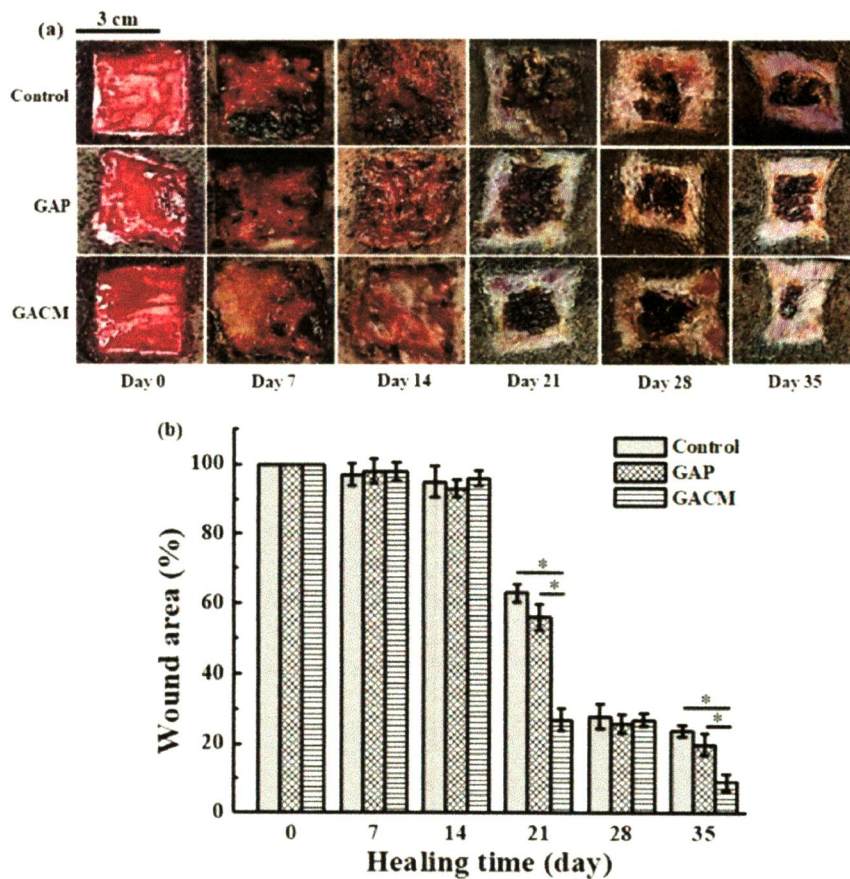 (a) 3 cm
Control
GAP
GACM
Day 0 Day 7 Day 14 Day 21 Day 28 Day 35
(b)
Control
GAP
GACM
100
80
60
40
20
0
Wound area (%)
* *
* *
0 7 14 21 28 35
Healing time (day)